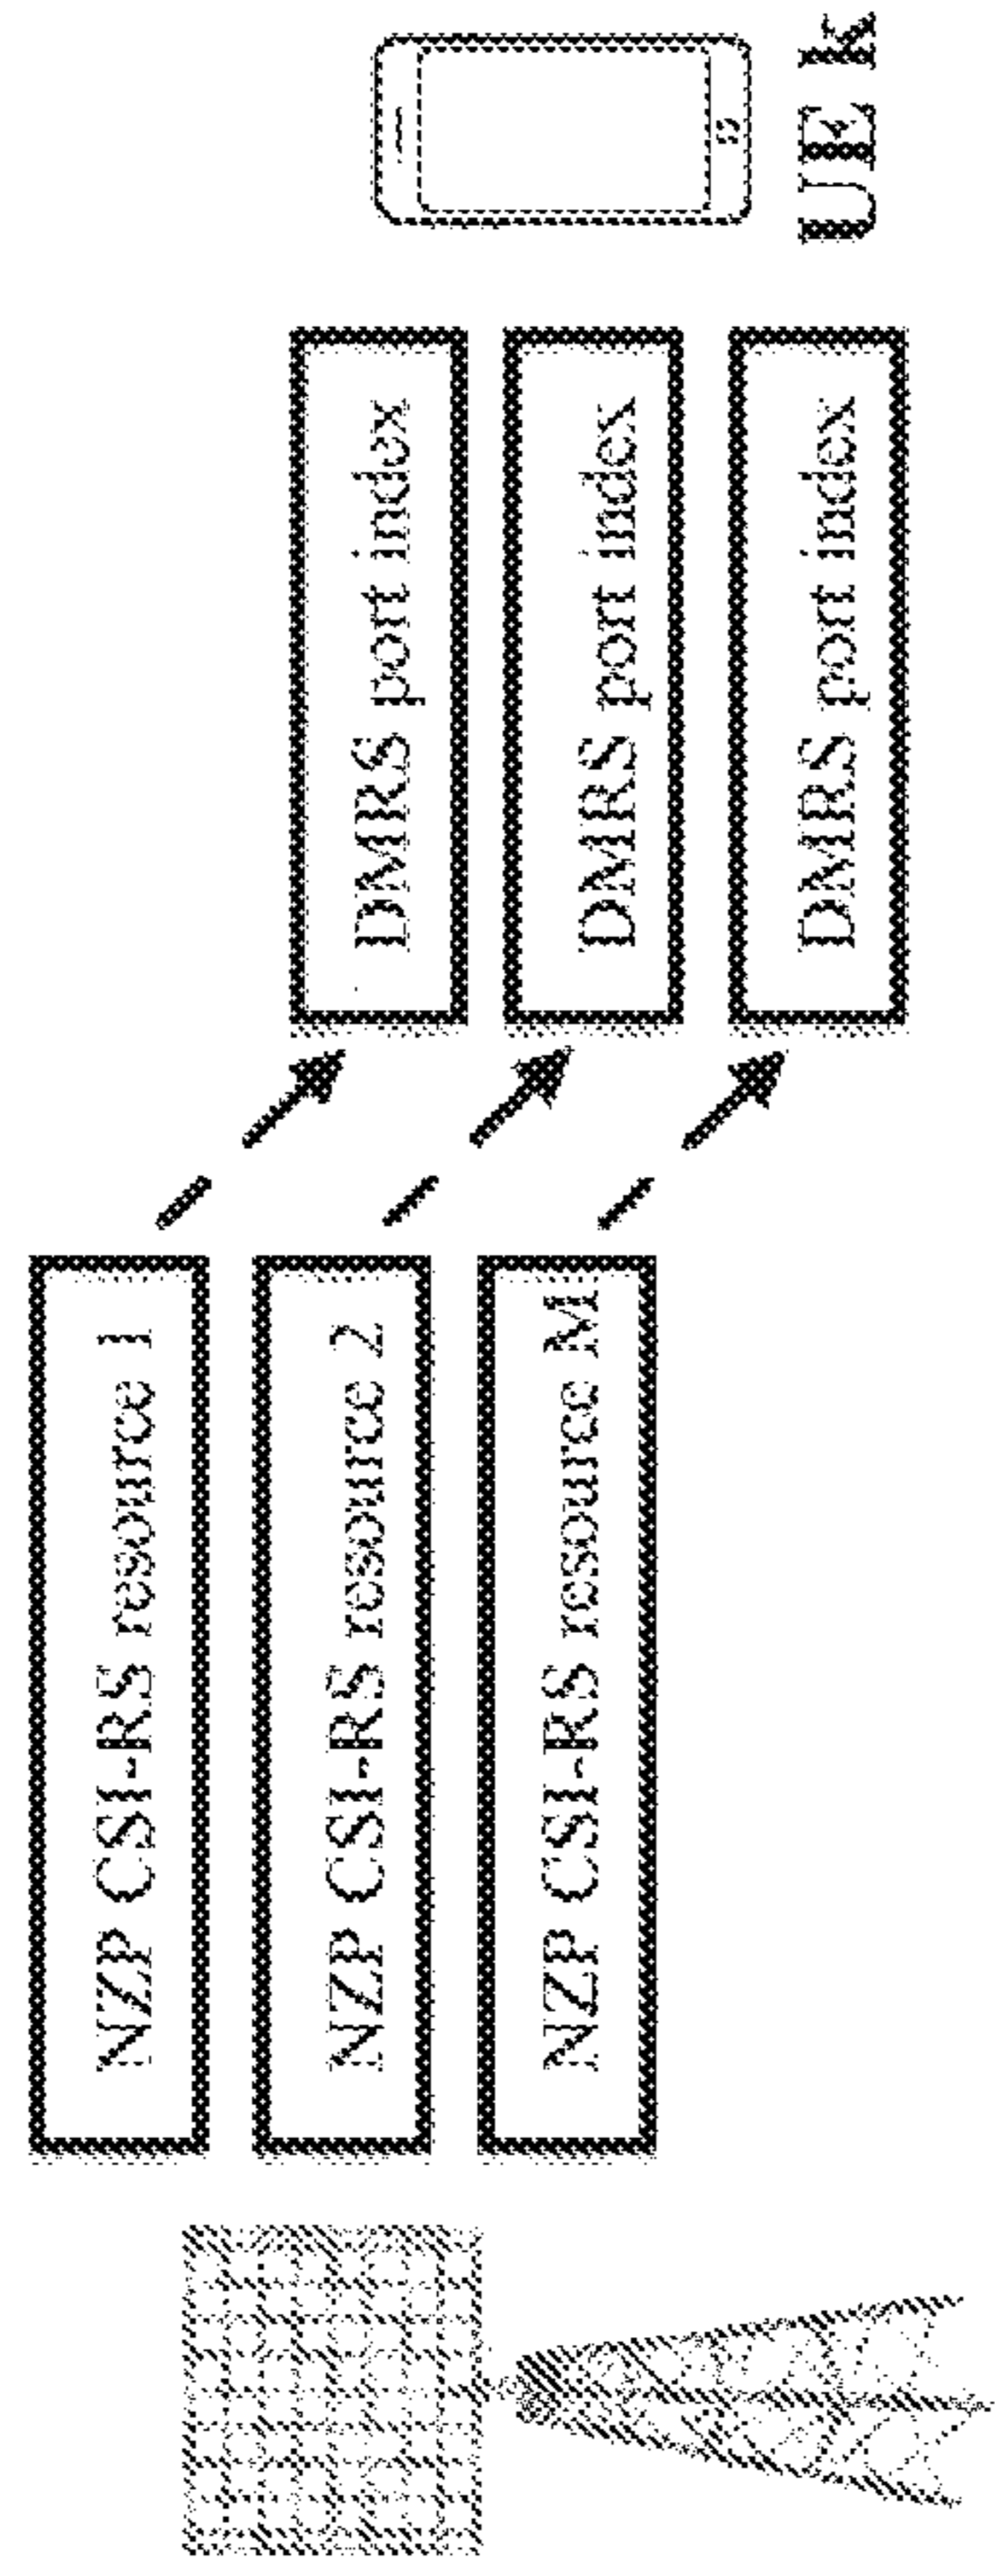 NZP CSI-RS resource 1
NZP CSI-RS resource 2
NZP CSI-RS resource M
DMRS port index
DMRS port index
DMRS port index
UE k